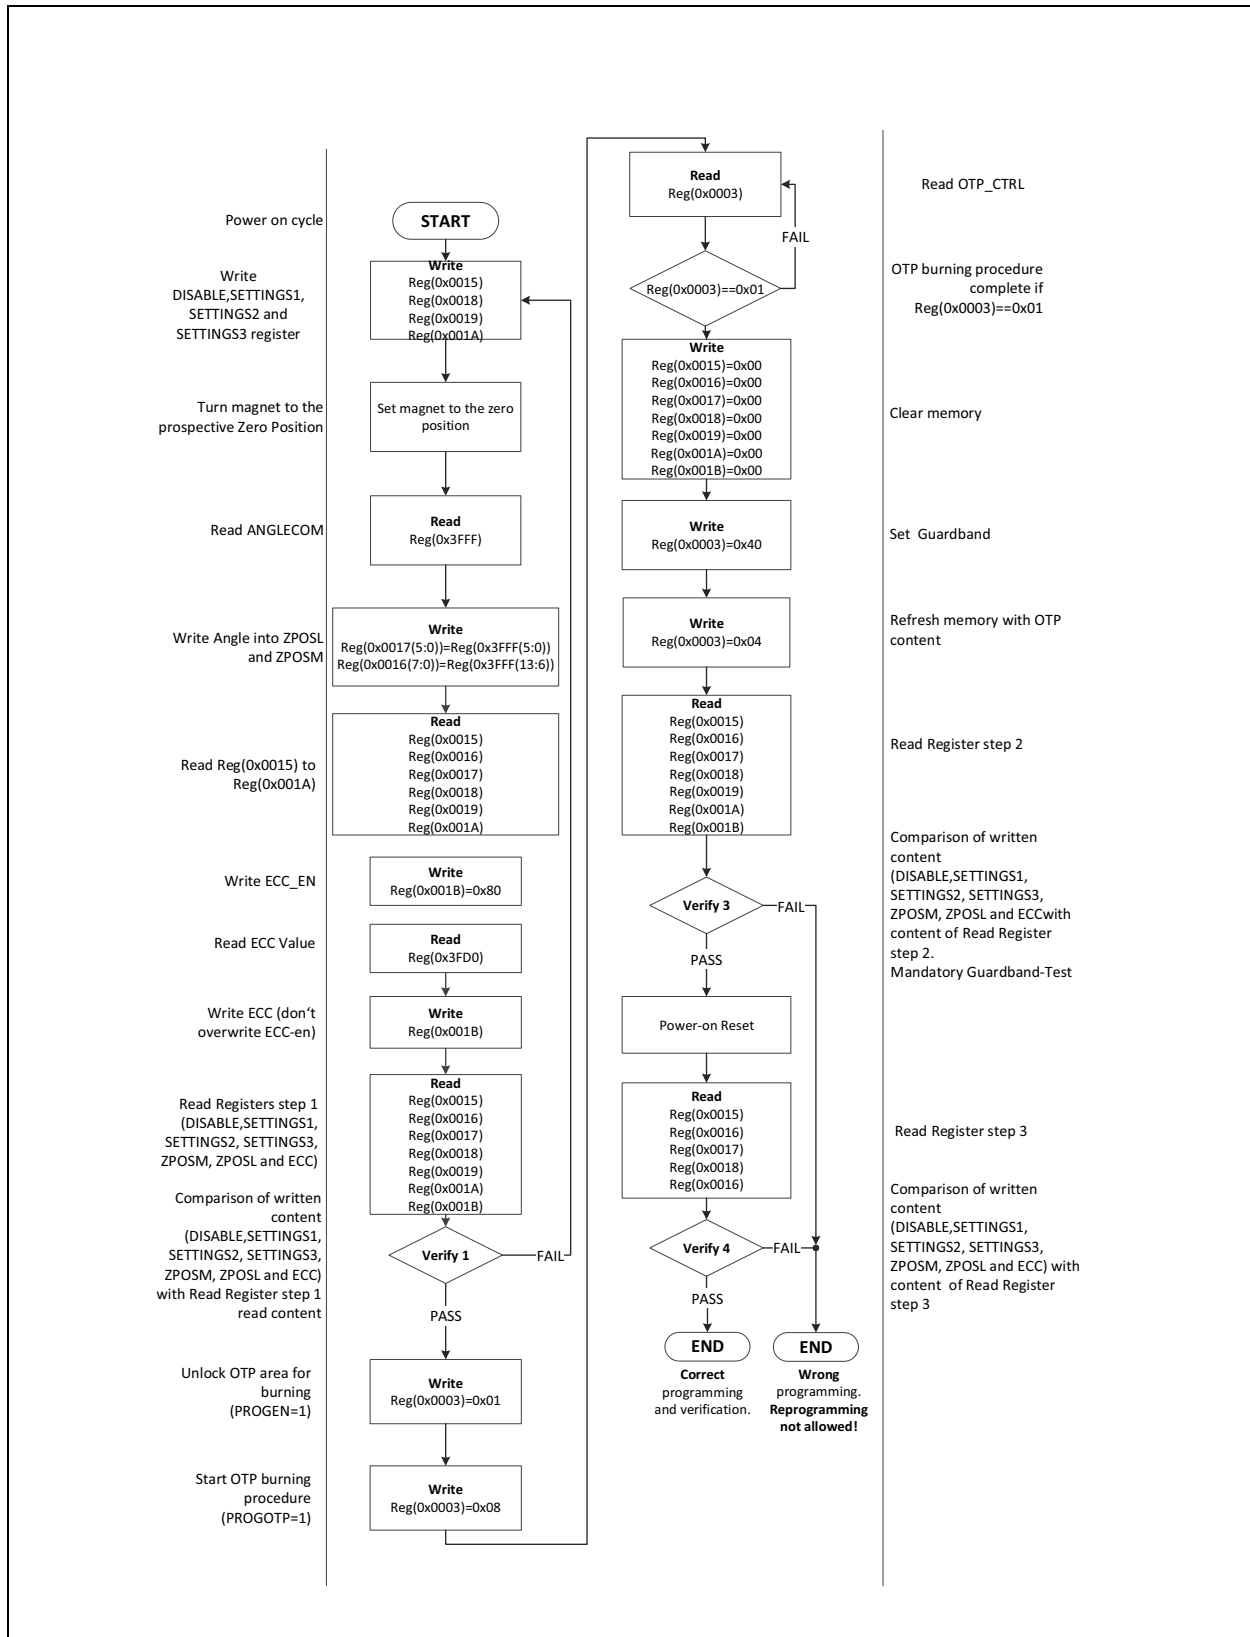 Power on cycle
START
Write
DISABLE,SETTINGS1,
SETTINGS2 and
SETTINGS3 register
Write
Reg(0x0015)
Reg(0x0018)
Reg(0x0019)
Reg(0x001A)
Turn magnet to the
prospective Zero Position
Set magnet to the zero
position
Read ANGLECOM
Read
Reg(0x3FFF)
Write Angle into ZPOSL
and ZPOSM
Write
Reg(0x0017(5:0))=Reg(0x3FFF(5:0))
Reg(0x0016(7:0))=Reg(0x3FFF(13:6))
Read Reg(0x0015) to
Reg(0x001A)
Read
Reg(0x0015)
Reg(0x0016)
Reg(0x0017)
Reg(0x0018)
Reg(0x0019)
Reg(0x001A)
Write ECC_EN
Write
Reg(0x001B)=0x80
Read ECC Value
Read
Reg(0x3FD0)
Write ECC (don‘t
overwrite ECC-en)
Write
Reg(0x001B)
Read Registers step 1
(DISABLE,SETTINGS1,
SETTINGS2, SETTINGS3,
ZPOSM, ZPOSL and ECC)
Read
Reg(0x0015)
Reg(0x0016)
Reg(0x0017)
Reg(0x0018)
Reg(0x0019)
Reg(0x001A)
Reg(0x001B)
Comparison of written
content
(DISABLE,SETTINGS1,
SETTINGS2, SETTINGS3,
ZPOSM, ZPOSL and ECC)
with Read Register step 1
read content
Verify 1
FAIL
PASS
Unlock OTP area for
burning
(PROGEN=1)
Write
Reg(0x0003)=0x01
Start OTP burning
procedure
(PROGOTP=1)
Write
Reg(0x0003)=0x08
Read
Reg(0x0003)
Read OTP_CTRL
FAIL
Reg(0x0003)==0x01
OTP burning procedure
complete if
Reg(0x0003)==0x01
Write
Reg(0x0015)=0x00
Reg(0x0016)=0x00
Reg(0x0017)=0x00
Reg(0x0018)=0x00
Reg(0x0019)=0x00
Reg(0x001A)=0x00
Reg(0x001B)=0x00
Clear memory
Write
Reg(0x0003)=0x40
Set Guardband
Write
Reg(0x0003)=0x04
Refresh memory with OTP
content
Read
Reg(0x0015)
Reg(0x0016)
Reg(0x0017)
Reg(0x0018)
Reg(0x0019)
Reg(0x001A)
Reg(0x001B)
Read Register step 2
Verify 3
FAIL
PASS
Comparison of written
content
(DISABLE,SETTINGS1,
SETTINGS2, SETTINGS3,
ZPOSM, ZPOSL and ECCwith
content of Read Register
step 2.
Mandatory Guardband-Test
Power-on Reset
Read
Reg(0x0015)
Reg(0x0016)
Reg(0x0017)
Reg(0x0018)
Reg(0x0016)
Read Register step 3
Verify 4
FAIL
PASS
Comparison of written
content
(DISABLE,SETTINGS1,
SETTINGS2, SETTINGS3,
ZPOSM, ZPOSL and ECC) with
content of Read Register
step 3
END
Correct
programming
and verification.
END
Wrong
programming.
Reprogramming
not allowed!